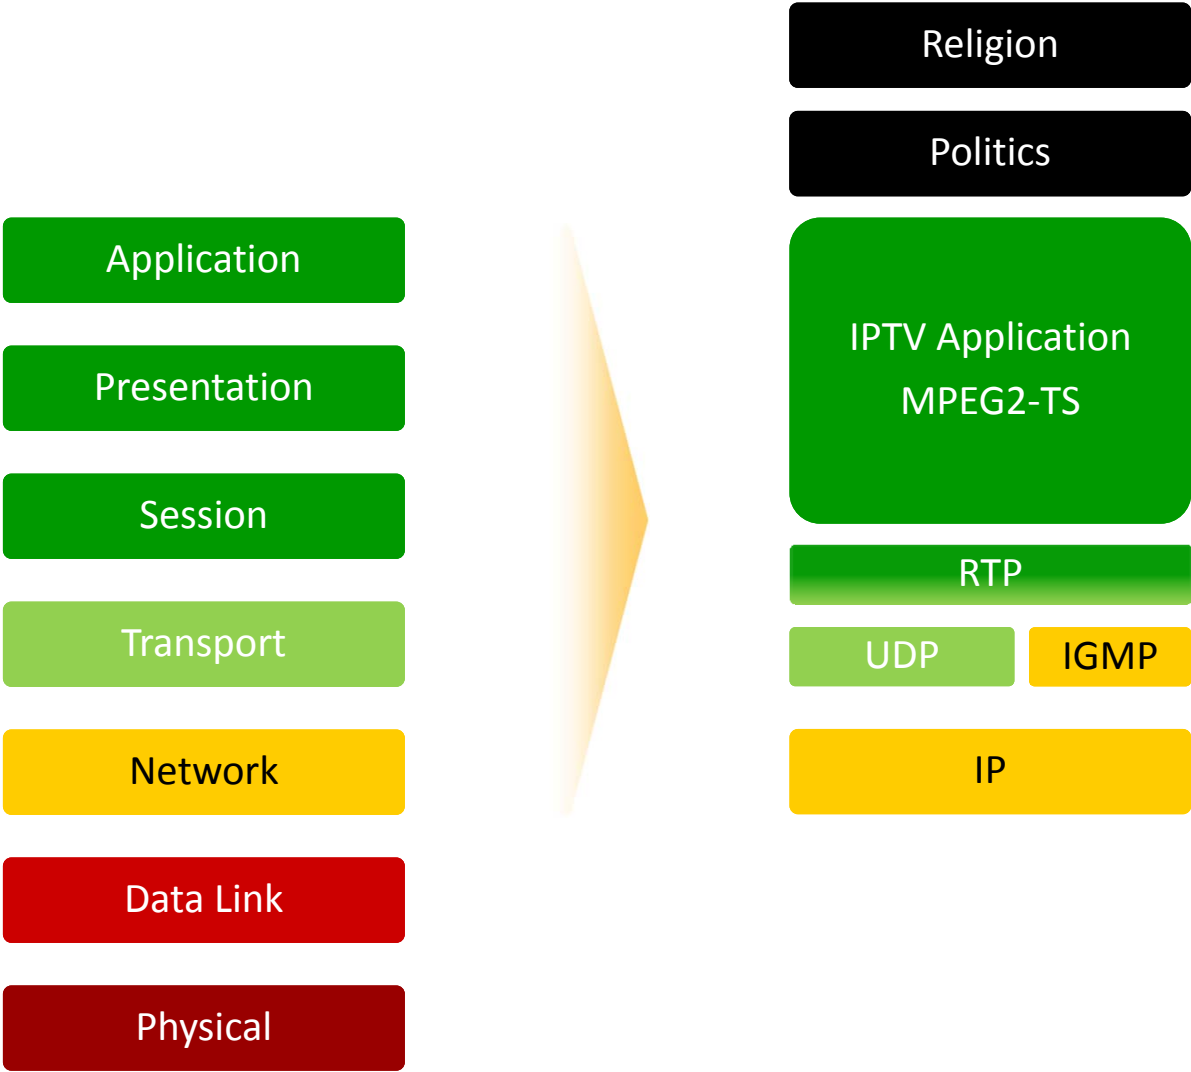 Application
Presentation
Session
Transport
Network
Data Link
Physical
Religion
Politics
IPTV Application
MPEG2-TS
RTP
UDP
IGMP
IP